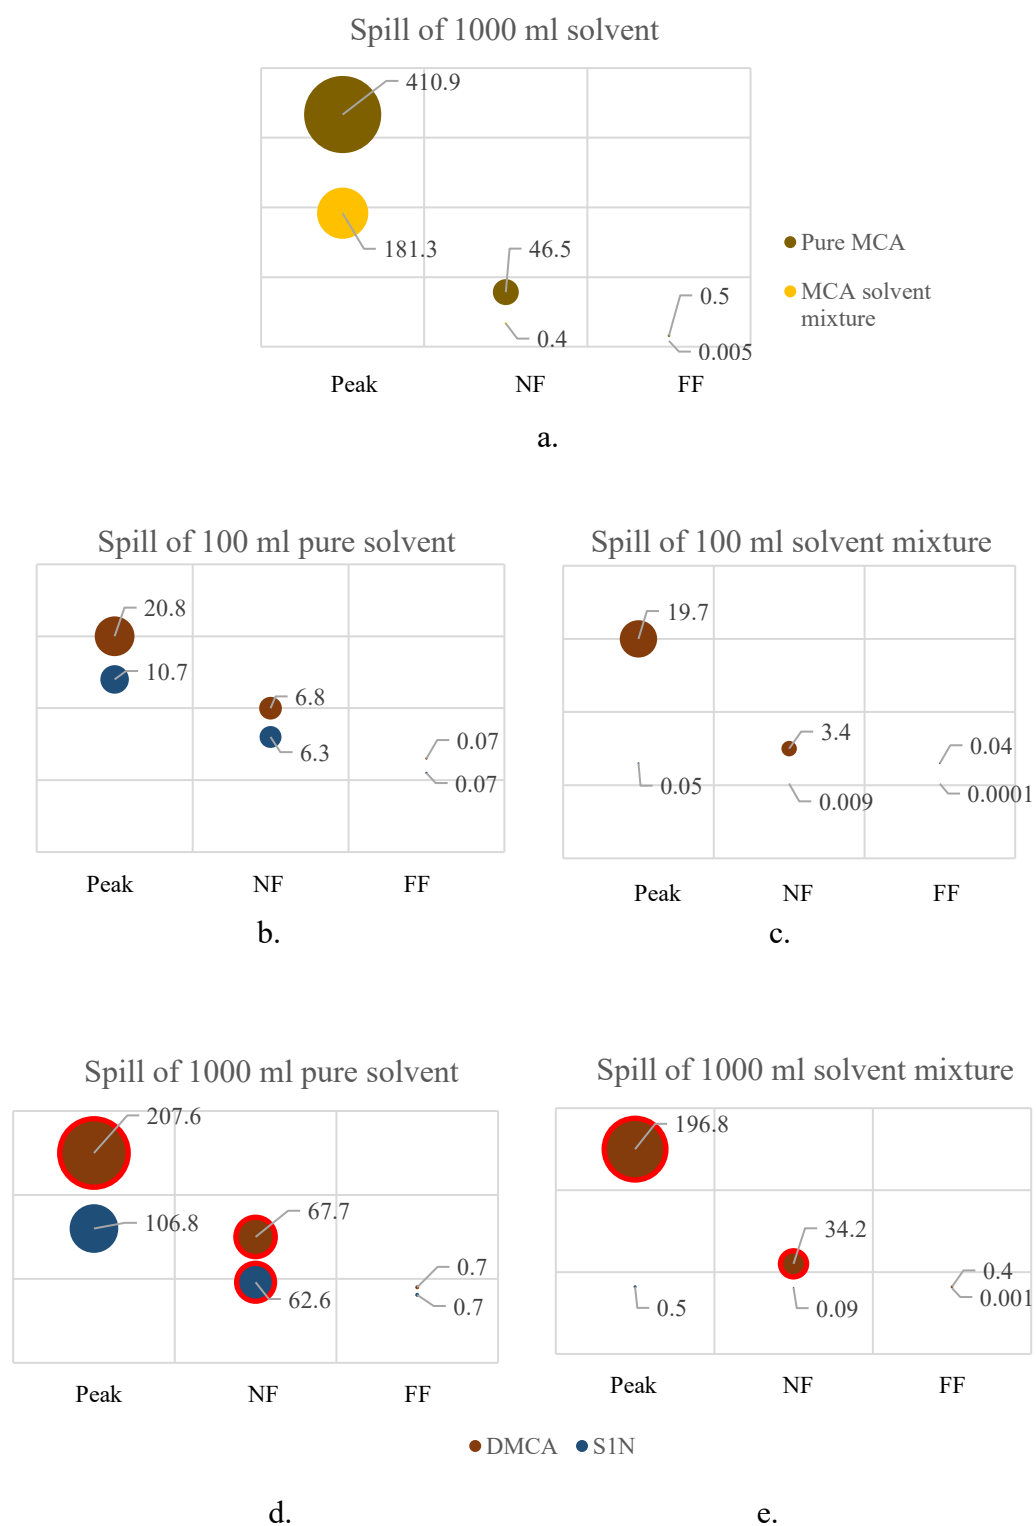 Spill of 1000 ml solvent
410.9
181.3
46.5
0.4
0.5
0.005
Pure MCA
MCA solvent
mixture
Peak NF FF
a.
Spill of 100 ml pure solvent
20.8
10.7
6.8
6.3
0.07
0.07
Peak NF FF
b.
Spill of 100 ml solvent mixture
19.7
0.05
3.4
0.009
0.04
0.0001
Peak NF FF
c.
Spill of 1000 ml pure solvent
207.6
106.8
67.7
62.6
0.7
0.7
Peak NF FF
Spill of 1000 ml solvent mixture
196.8
0.5
34.2
0.09
0.4
0.001
Peak NF FF
DMCA S1N
d.
e.